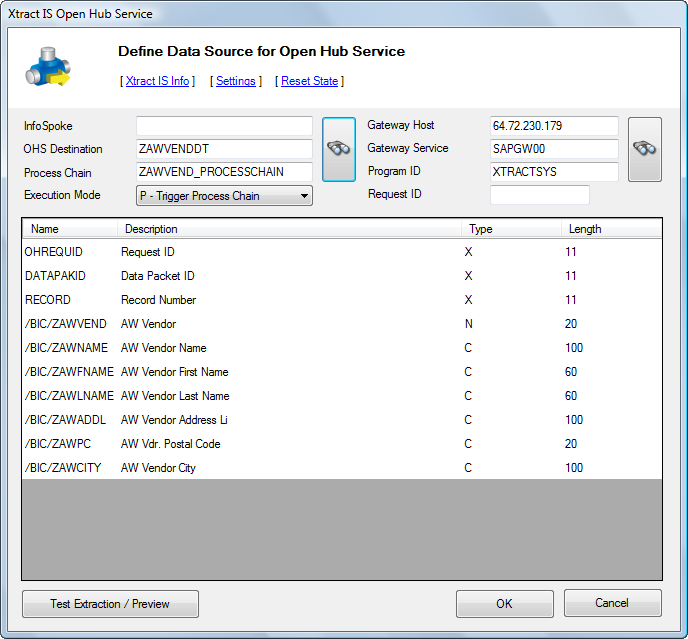 Xtract IS Open Hub Service
Define Data Source for Open Hub Service
[ Xtract IS Info ] [ Settings ] [ Reset State ]
InfoSpoke Gateway Host 64.72.230.179
OHS Destination ZAWVENDDT Gateway Service SAPGW00
Process Chain ZAWVEND_PROCESSCHAIN Program ID XTRACTSYS
Execution Mode P - Trigger Process Chain Request ID
Name Description Type Length
OHREQUID Request ID X 11
DATAPAKID Data Packet ID X 11
RECORD Record Number X 11
/BIC/ZAWVEND AW Vendor N 20
/BIC/ZAWNAME AW Vendor Name C 100
/BIC/ZAWFNAME AW Vendor First Name C 60
/BIC/ZAWLNAME AW Vendor Last Name C 60
/BIC/ZAWADDL AW Vendor Address Li C 100
/BIC/ZAWPC AW Vdr. Postal Code C 20
/BIC/ZAWCITY AW Vendor City C 100
Test Extraction / Preview OK Cancel